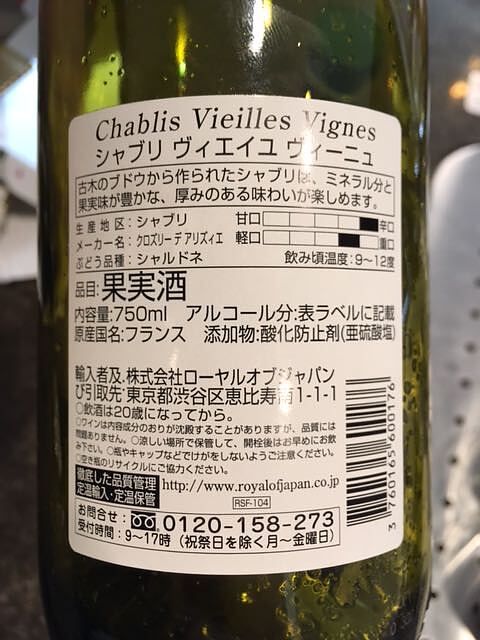 Chablis Vieilles Vignes
シャブリ ヴィエイユ ヴィーニュ
古木のブドウから作られたシャブリは、ミネラル分と
果実味が豊かな、厚みのある味わいが楽しめます。
生産地区:シャブリ 甘口 辛口
メーカー名:クロズリー デ アリズィエ 軽口 重口
ぶどう品種:シャルドネ 飲み頃温度:9~12度
品目:果実酒
内容量:750ml アルコール分:表ラベルに記載
原産国名:フランス 添加物:酸化防止剤(亜硫酸塩)
輸入者及 株式会社ローヤルオブジャパン
び引取先:東京都渋谷区恵比寿南1-1-1
○飲酒は20歳になってから。
○ワインは内容成分のおりが沈殿することがありますが、品質には
問題ありません。○涼しい場所で保管して、開栓後はお早めにお飲
み下さい。○瓶やキャップなどでけがをしないようご注意ください。
○空き瓶のリサイクルにご協力ください。
徹底した品質管理
定温輸入・定温保管
http://www.royalofjapan.co.jp
RSF-104
お問合せ: 0120-158-273
受付時間:9~17時(祝祭日を除く月~金曜日)
3 760165 600176